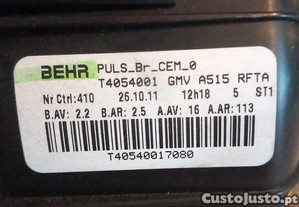 BEHR PULS_Br_CEM_0
T4054001 GMV A515 RFTA
Nr Ctrl:410 26.10.11 12h18 5 ST1
B.AV: 2.2 B.AR: 2.5 A.AV: 16 A.AR:113
T40540017080
CustoJusto.pt